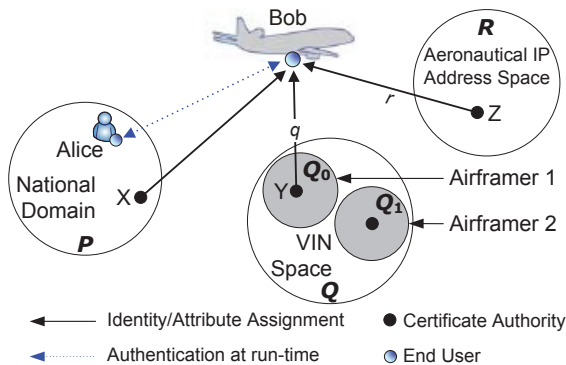 Bob
R
Aeronautical IP
Address Space
r
Z
Alice
q
National
Domain
X
P
Y
Q0
Airframer 1
Q1
Airframer 2
VIN
Space
Q
Identity/Attribute Assignment
Certificate Authority
Authentication at run-time
End User